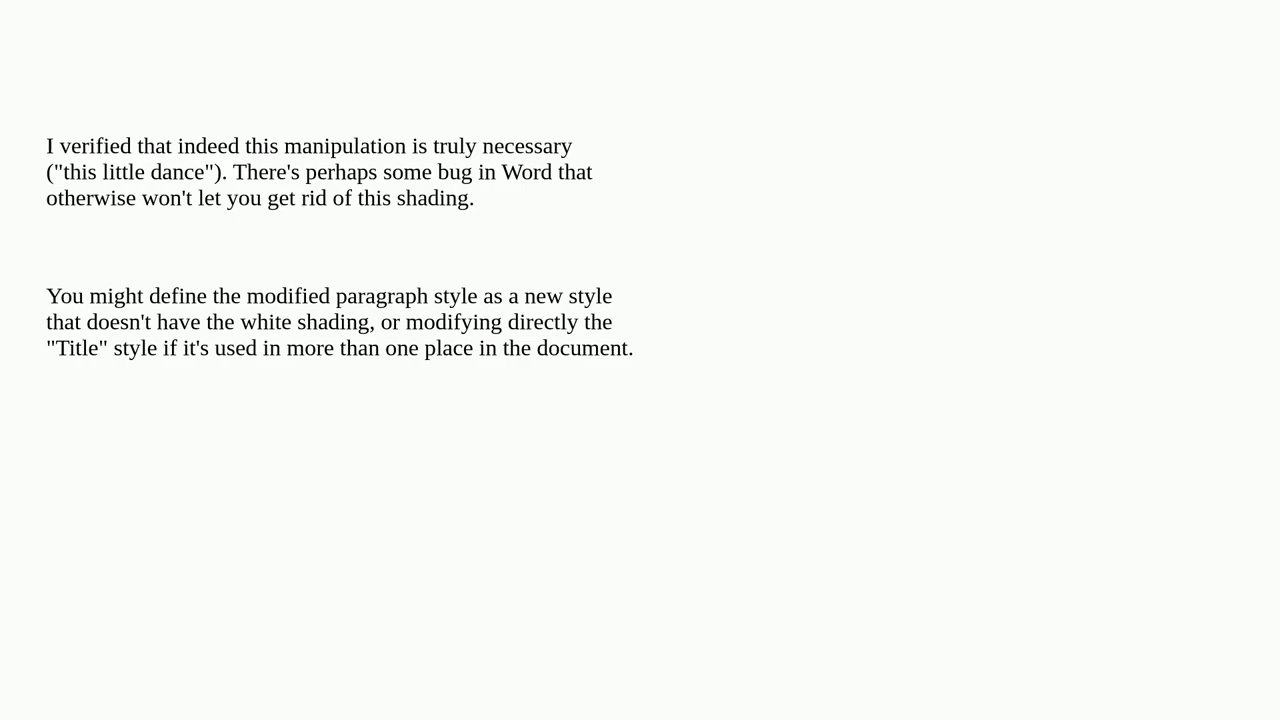 I verified that indeed this manipulation is truly necessary
("this little dance"). There's perhaps some bug in Word that
otherwise won't let you get rid of this shading.
You might define the modified paragraph style as a new style
that doesn't have the white shading, or modifying directly the
"Title" style if it's used in more than one place in the document.